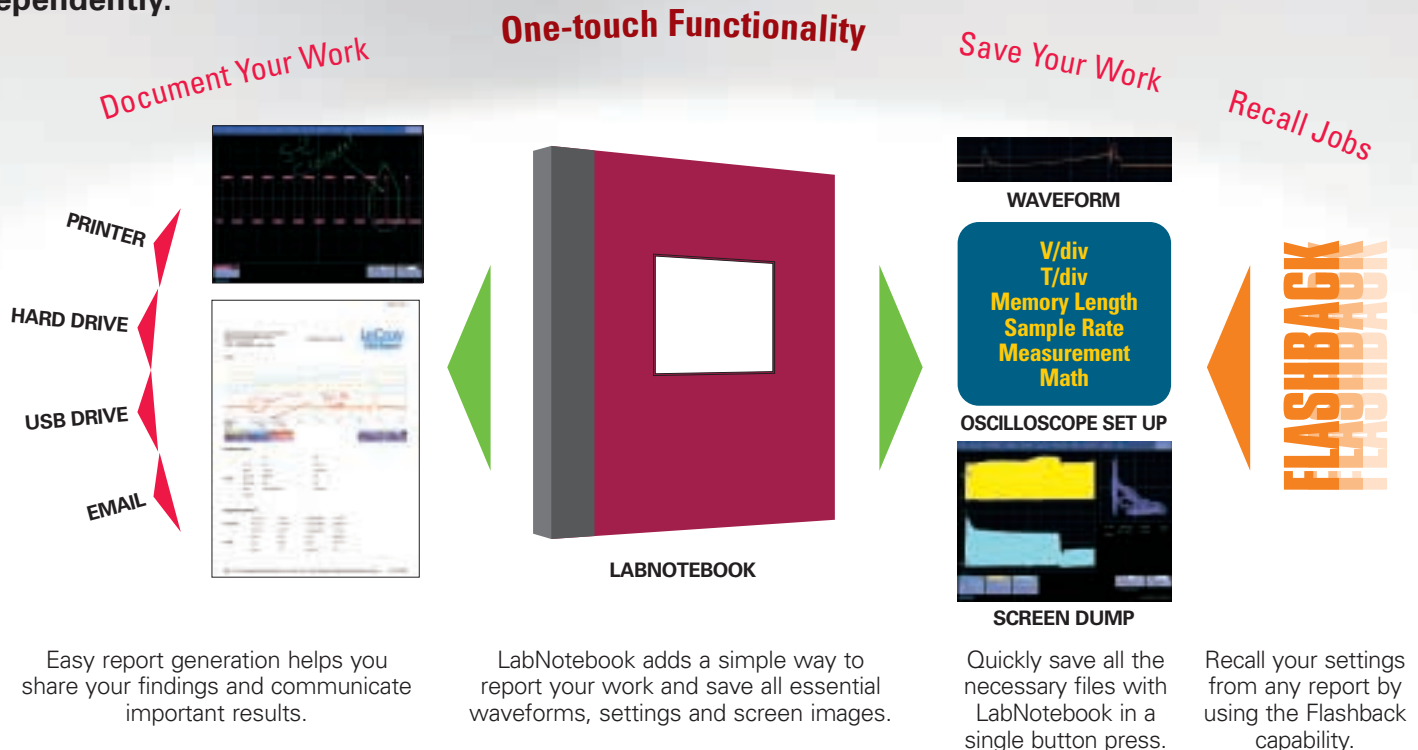 ependently.
One-touch Functionality
Document Your Work
Save Your Work
Recall Jobs
PRINTER
HARD DRIVE
USB DRIVE
EMAIL
LeCroy
LABNOTEBOOK
WAVEFORM
V/div
T/div
Memory Length
Sample Rate
Measurement
Math
OSCILLOSCOPE SET UP
SCREEN DUMP
FLASHBACK
Easy report generation helps you
share your findings and communicate
important results.
LabNotebook adds a simple way to
report your work and save all essential
waveforms, settings and screen images.
Quickly save all the
necessary files with
LabNotebook in a
single button press.
Recall your settings
from any report by
using the Flashback
capability.